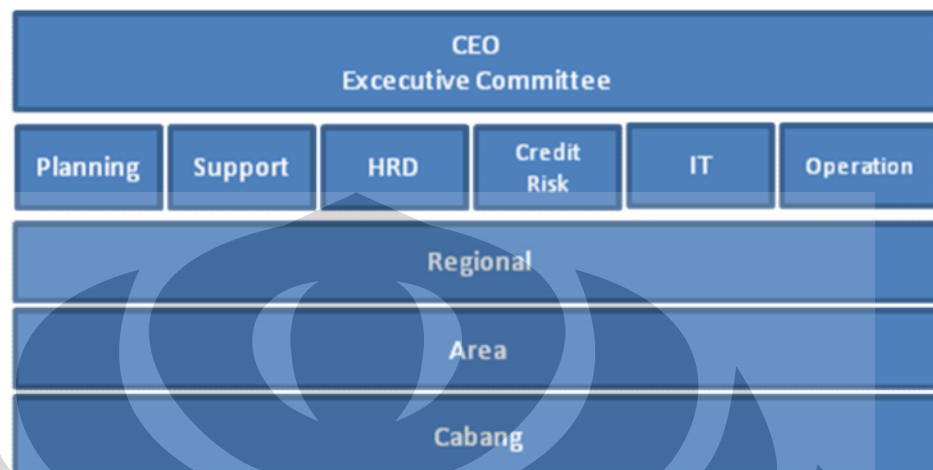 CEO
Excecutive Committee
Planning
Support
HRD
Credit
Risk
IT
Operation
Regional
Area
Cabang